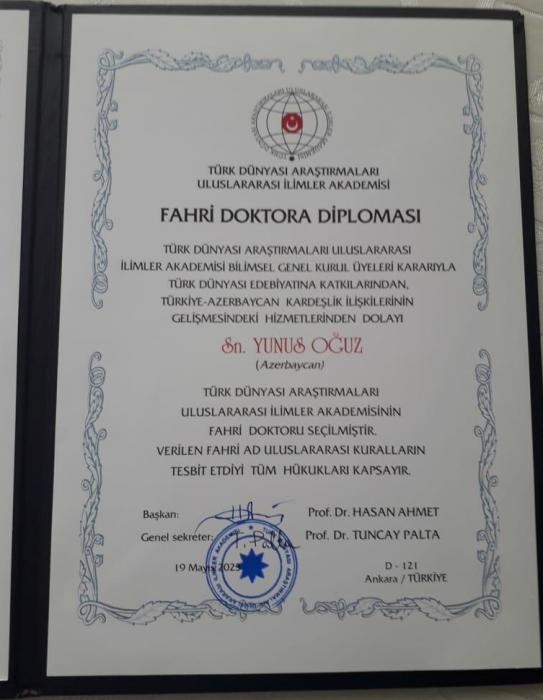 TÜRK DÜNYASI ARAŞTIRMALARI
ULUSLARARASI İLİMLER AKADEMİSİ
FAHRİ DOKTORA DİPLOMASI
TÜRK DÜNYASI ARAŞTIRMALARI ULUSLARARASI
İLİMLER AKADEMİSİ BİLİMSEL GENEL KURUL ÜYELERİ KARARIYLA
TÜRK DÜNYASI EDEBİYATINA KATKILARINDAN,
TÜRKİYE-AZERBAYCAN KARDEŞLİK İLİŞKİLERİNİN
GELİŞMESİNDEKİ HİZMETLERİNDEN DOLAYI
Sn. YUNUS OĞUZ
(Azerbaycan)
TÜRK DÜNYASI ARAŞTIRMALARI
ULUSLARARASI İLİMLER AKADEMİSİNİN
FAHRİ DOKTORU SEÇİLMİŞTİR.
VERİLEN FAHRİ AD ULUSLARARASI KURALLARIN
TESBIT ETDİYİ TÜM HÜKUKLARI KAPSAYIR.
Başkan: Prof. Dr. HASAN AHMET
Genel sekreter: Prof. Dr. TUNCAY PALTA
19 Mayıs
D - 121
Ankara / TÜRKİYE